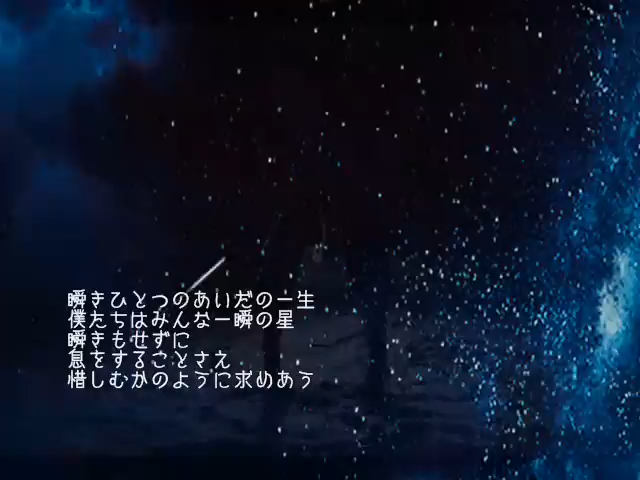 瞬きひとつのあいだの一生
僕たちはみんな一瞬の星
瞬きもせずに
息をすることさえ
惜しむかのように求めあう